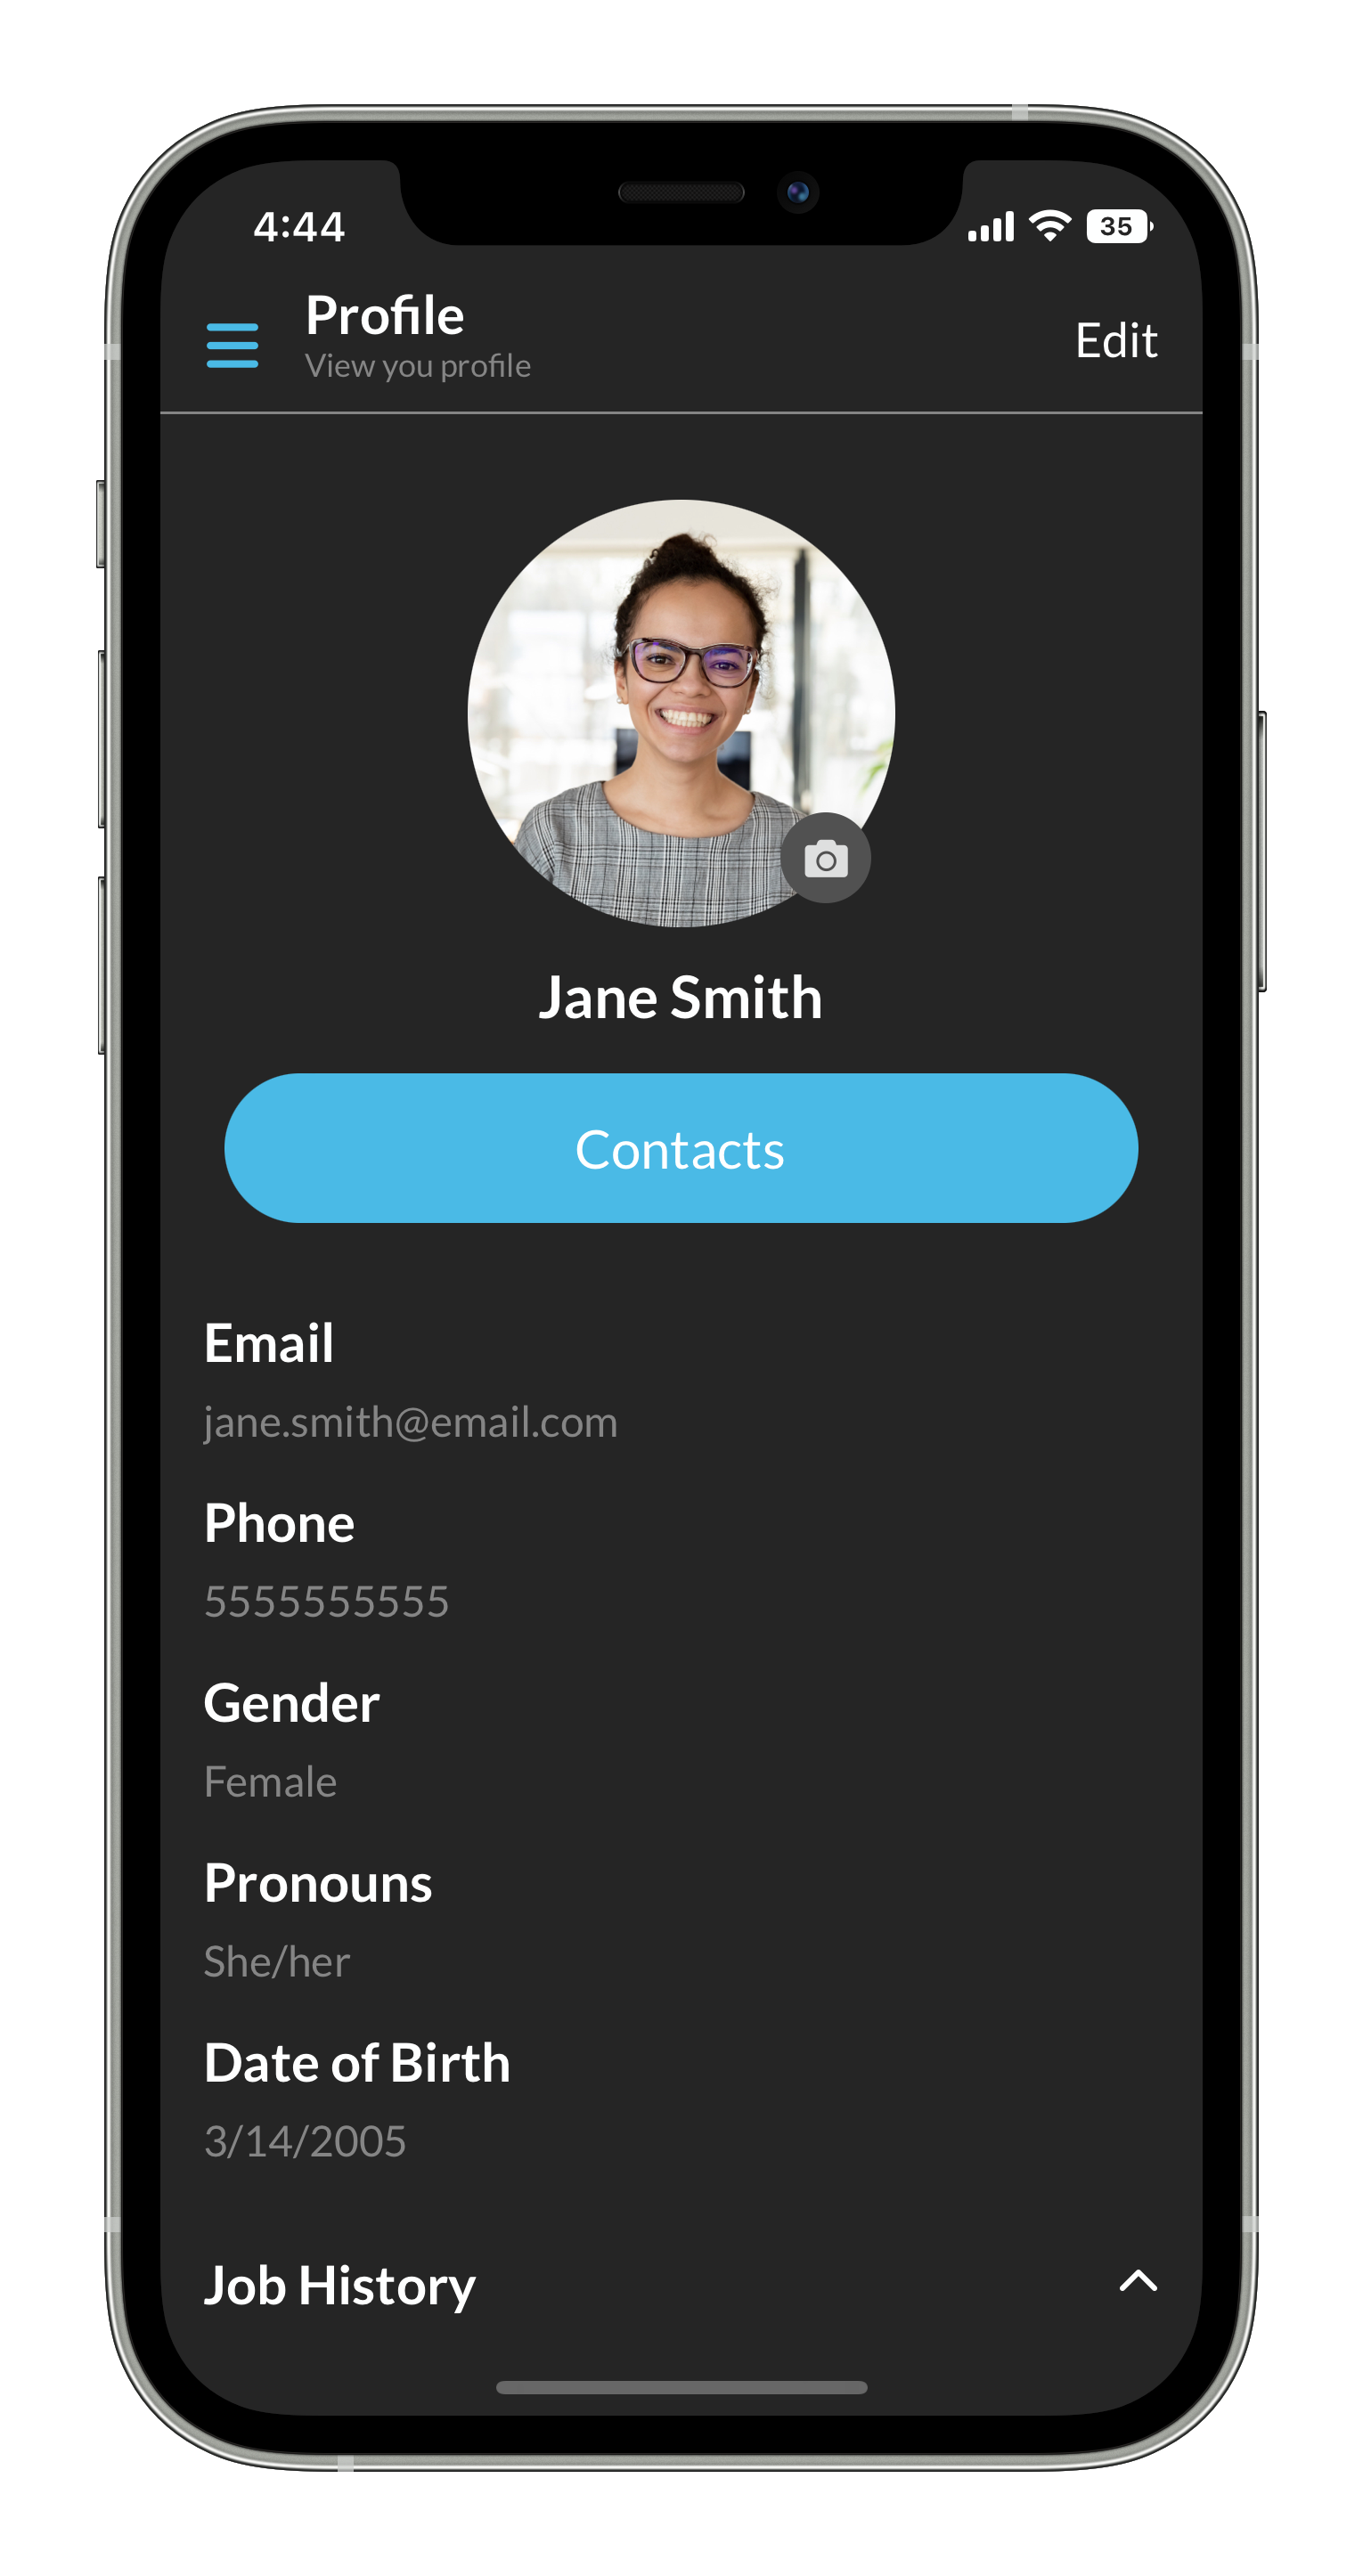 4:44
35
Profile
View you profile
Edit
Jane Smith
Contacts
Email
jane.smith@email.com
Phone
5555555555
Gender
Female
Pronouns
She/her
Date of Birth
3/14/2005
Job History